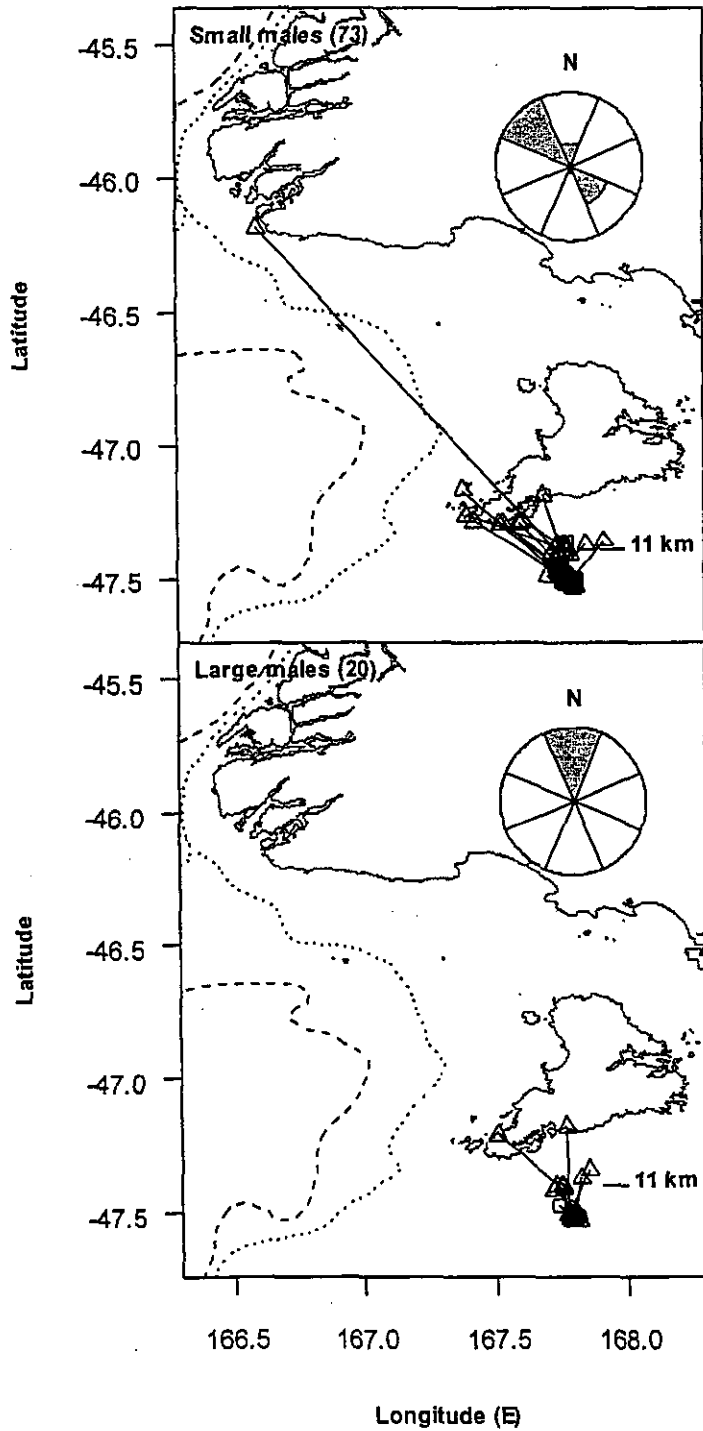 Small males (73)
N
-45.5
-46.0
-46.5
-47.0
-47.5
Latitude
11 km
Large males (20)
N
-45.5
-46.0
-46.5
-47.0
-47.5
Latitude
11 km
166.5 167.0 167.5 168.0
Longitude (E)